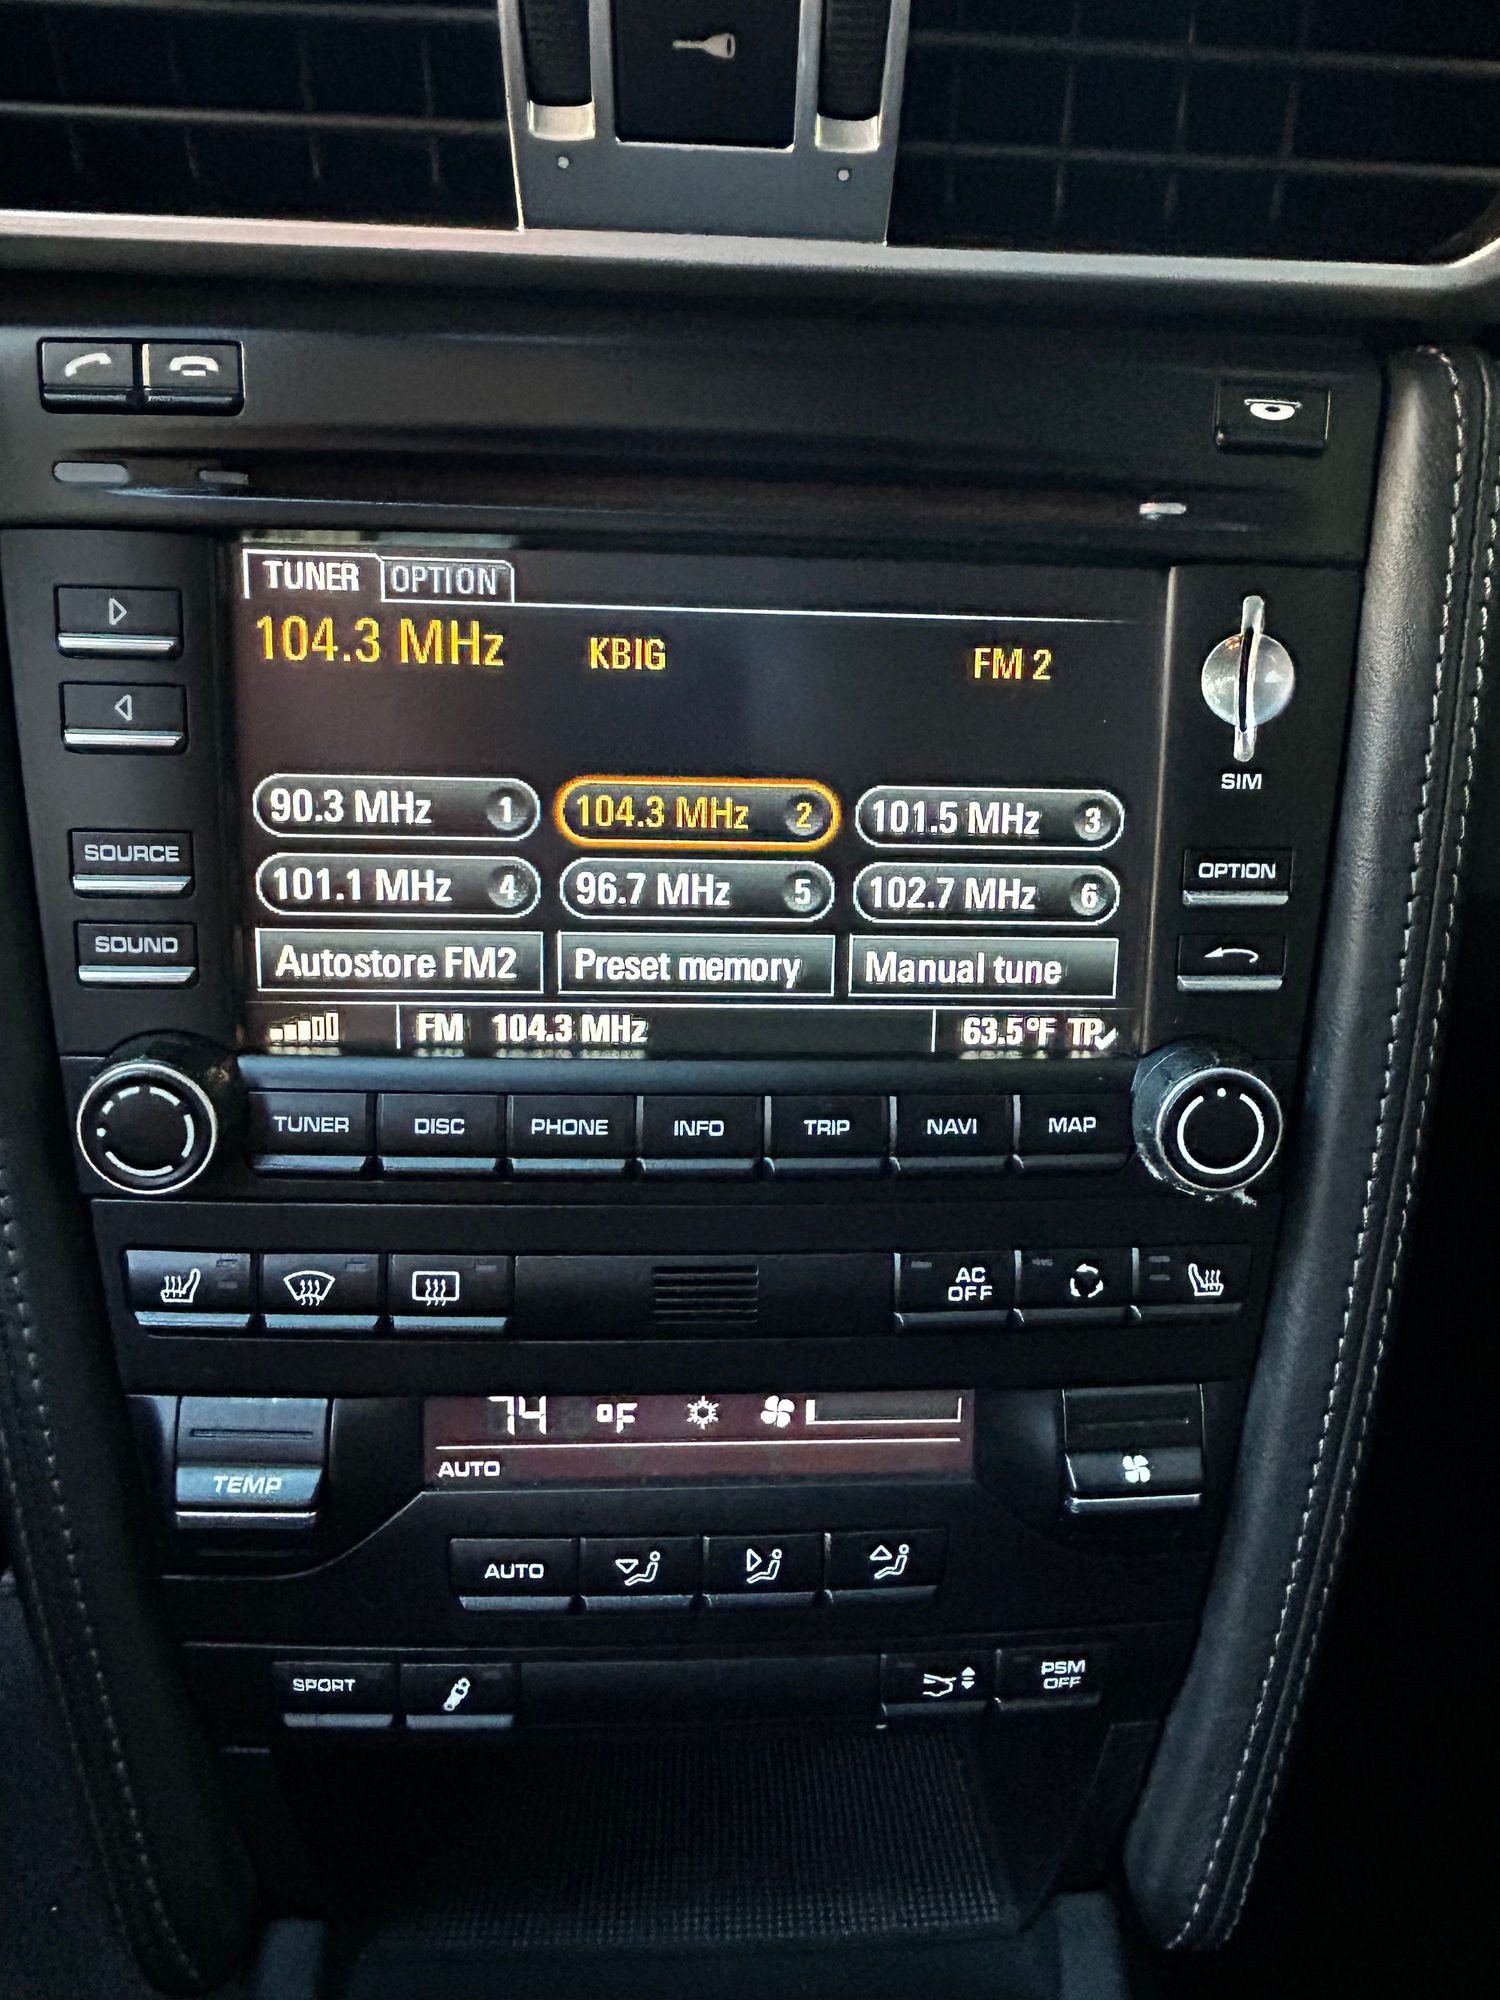 TUNER OPTION
104.3 MHz KBIG FM 2
SIM
90.3 MHz 1 104.3 MHz 2 101.5 MHz 3
SOURCE
OPTION
101.1 MHz 4 96.7 MHz 5 102.7 MHz 6
SOUND
Autostore FM2 Preset memory Manual tune
FM 104.3 MHz 63.5°F TP
TUNER DISC PHONE INFO TRIP NAVI MAP
AC
OFF
74 °F
AUTO
TEMP
AUTO
SPORT
PSM
OFF